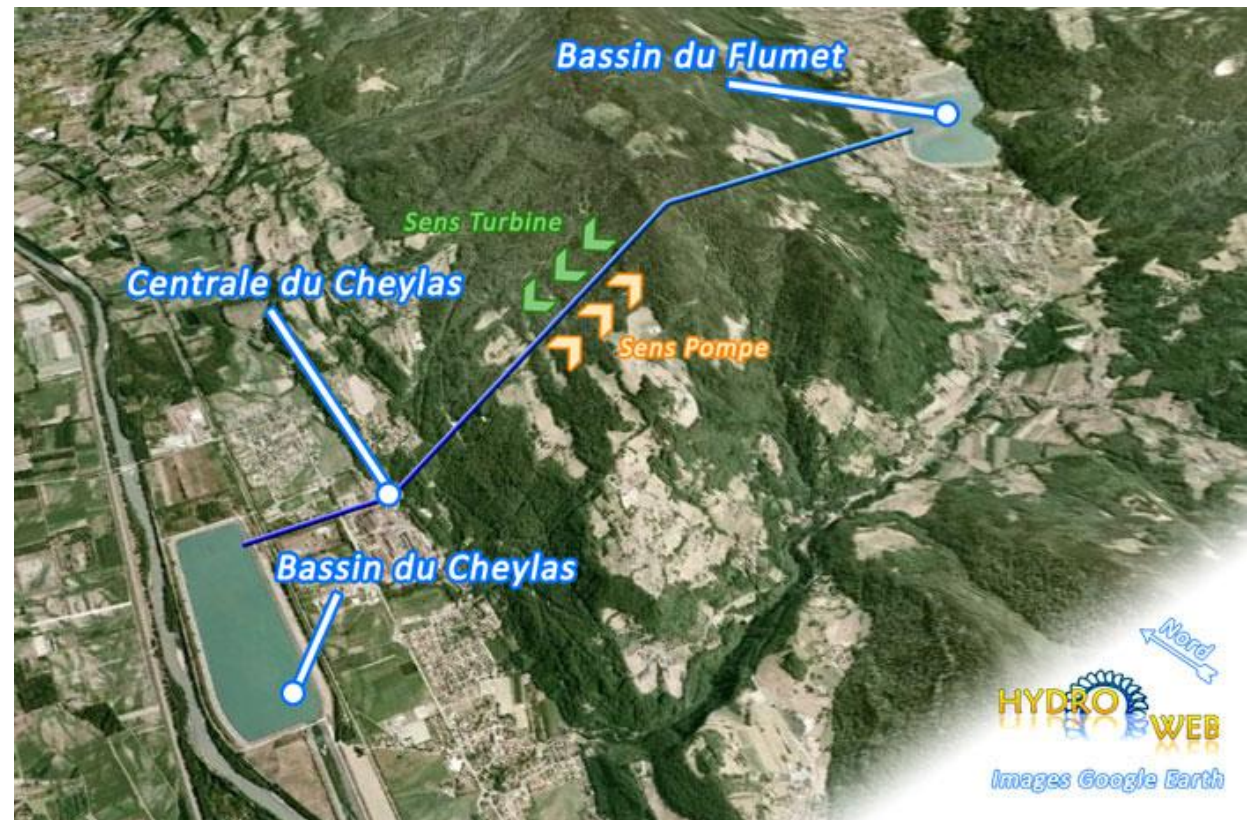 Bassin du Flumet
Sens Turbine
Centrale du Cheylas
Sens Pompe
Bassin du Cheylas
Nord
HYDRO WEB
Images Google Earth